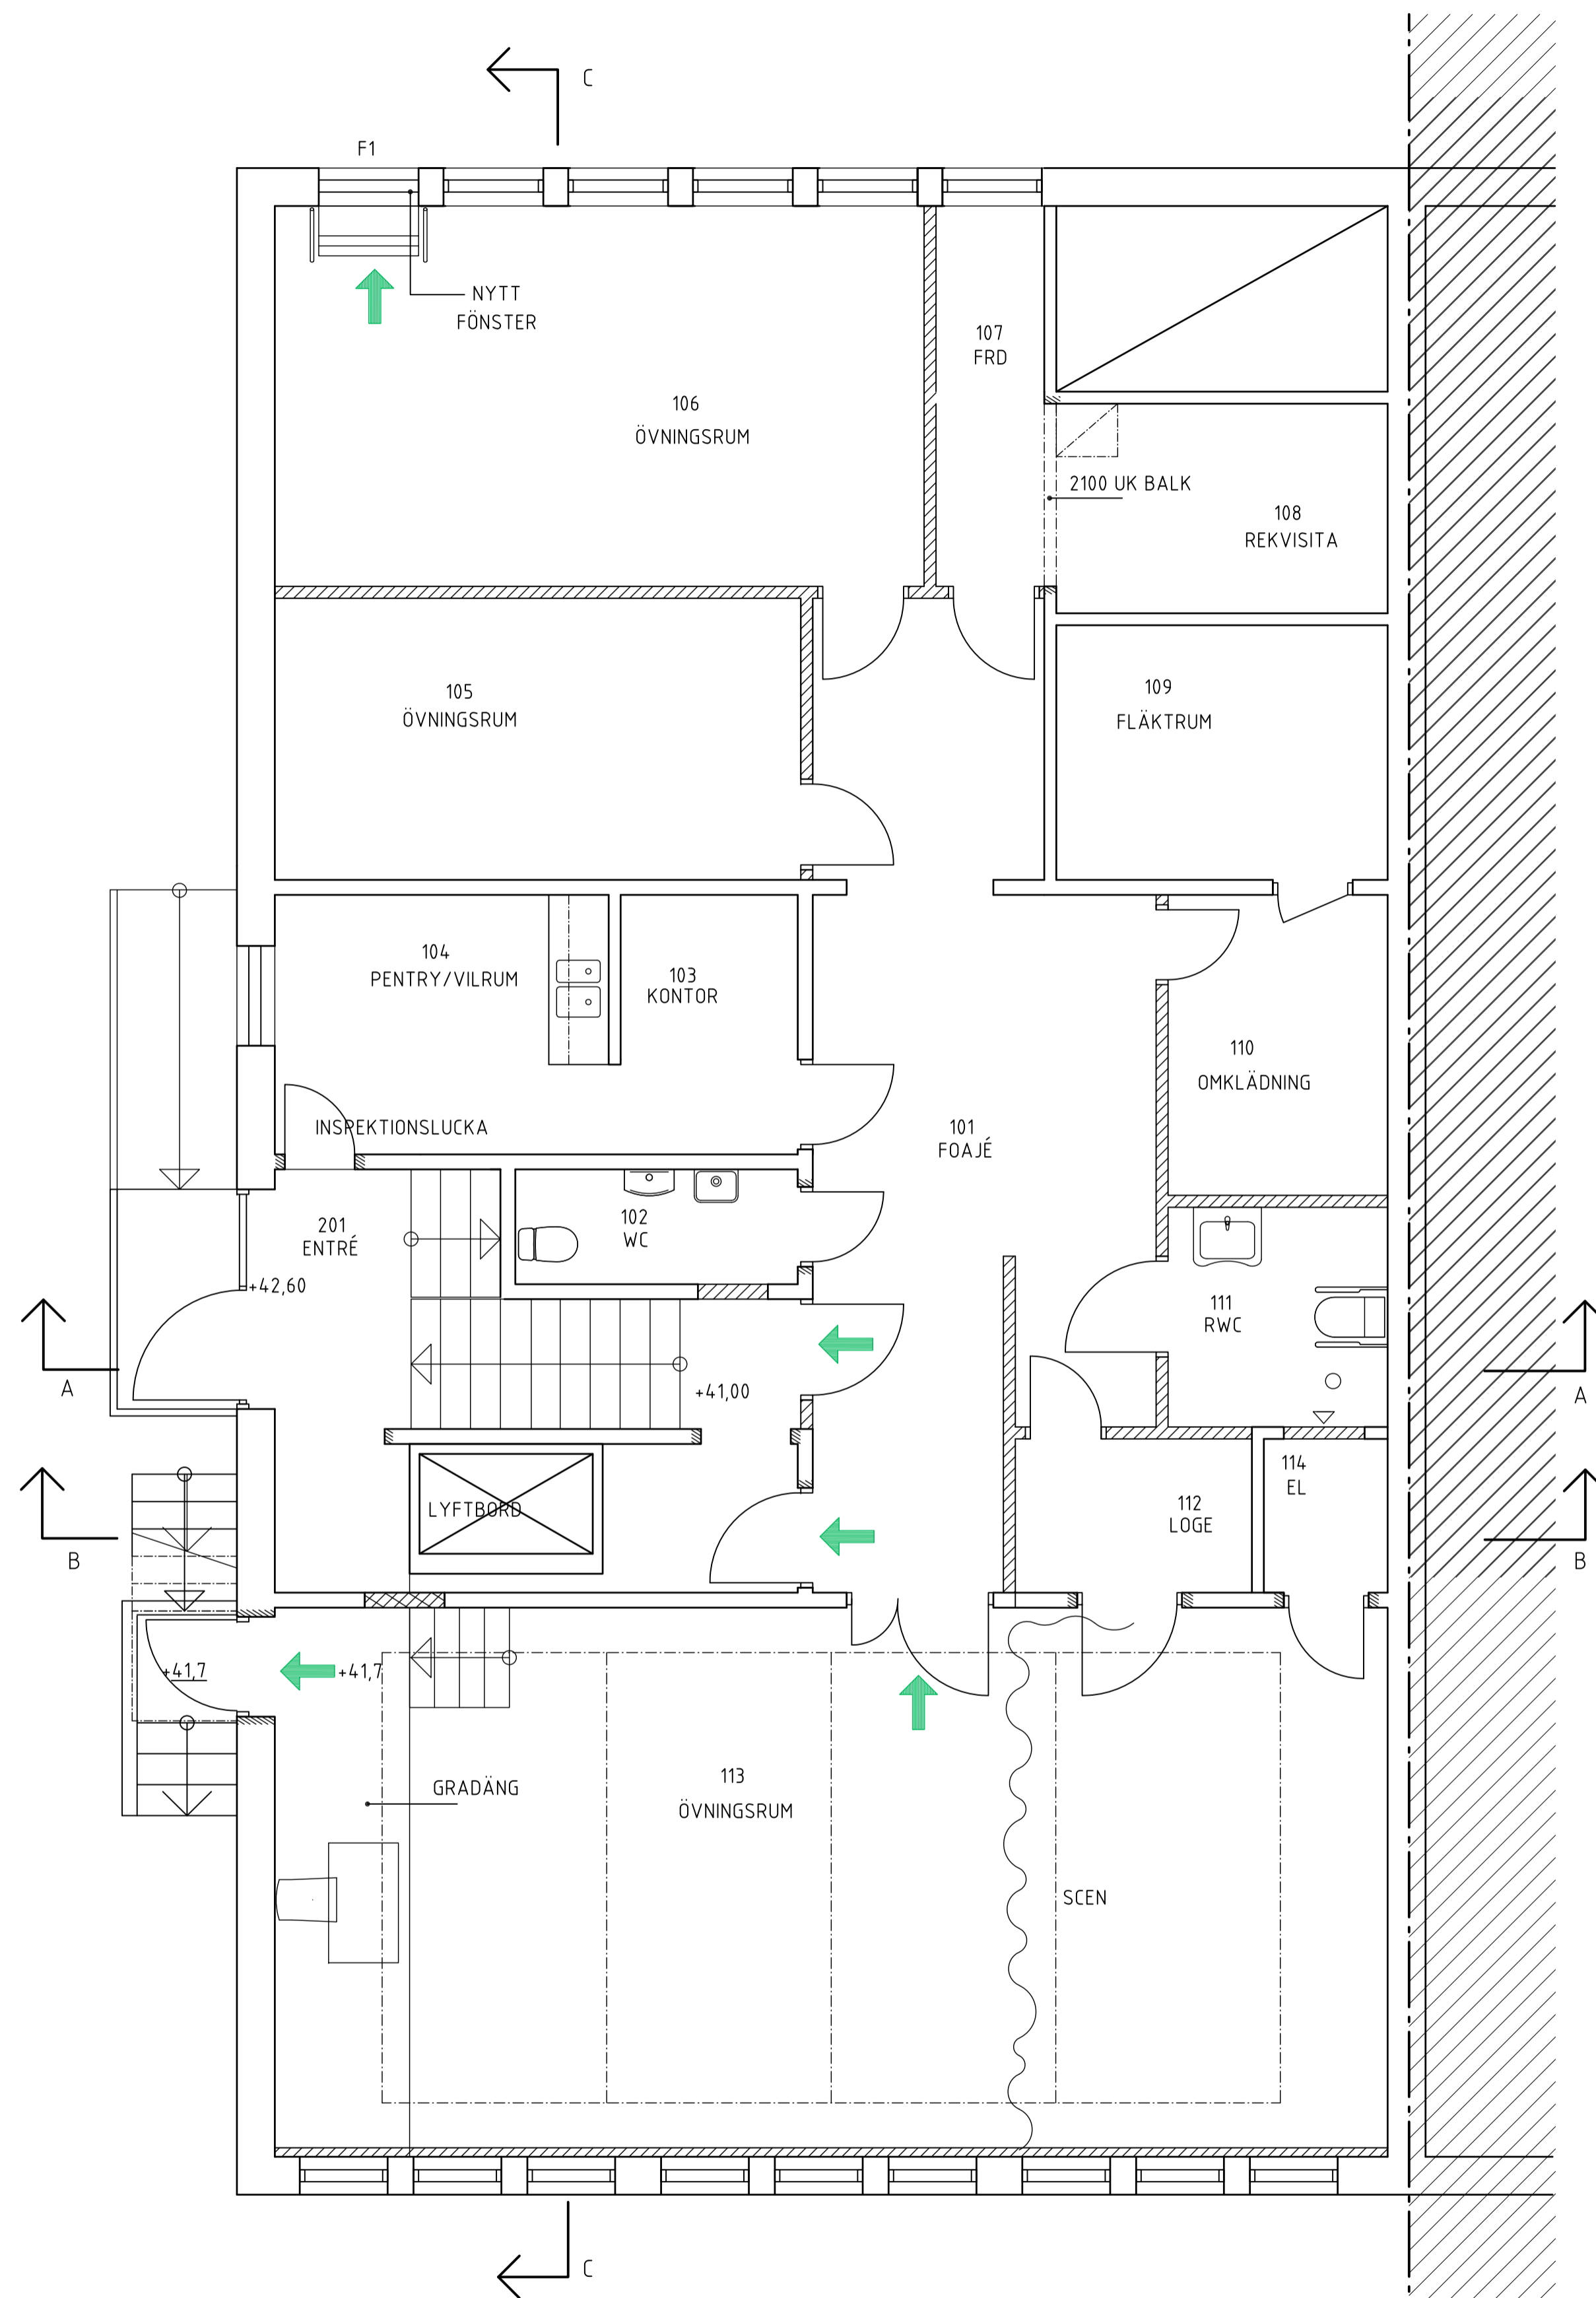 C
F1
NYTT
FÖNSTER
107
FRD
106
ÖVNINGSRUM
2100 UK BALK
108
REKVISITA
105
ÖVNINGSRUM
109
FLÄKTRUM
104
PENTRY/VILRUM
103
KONTOR
110
OMKLÄDNING
INSPEKTIONSLUCKA
101
FOAJÉ
201
ENTRÉ
102
WC
+42,60
111
RWC
A
+41,00
A
114
EL
LYFTBORD
112
LOGE
B
B
+41,7
+41,7
GRADÄNG
113
ÖVNINGSRUM
SCEN
C